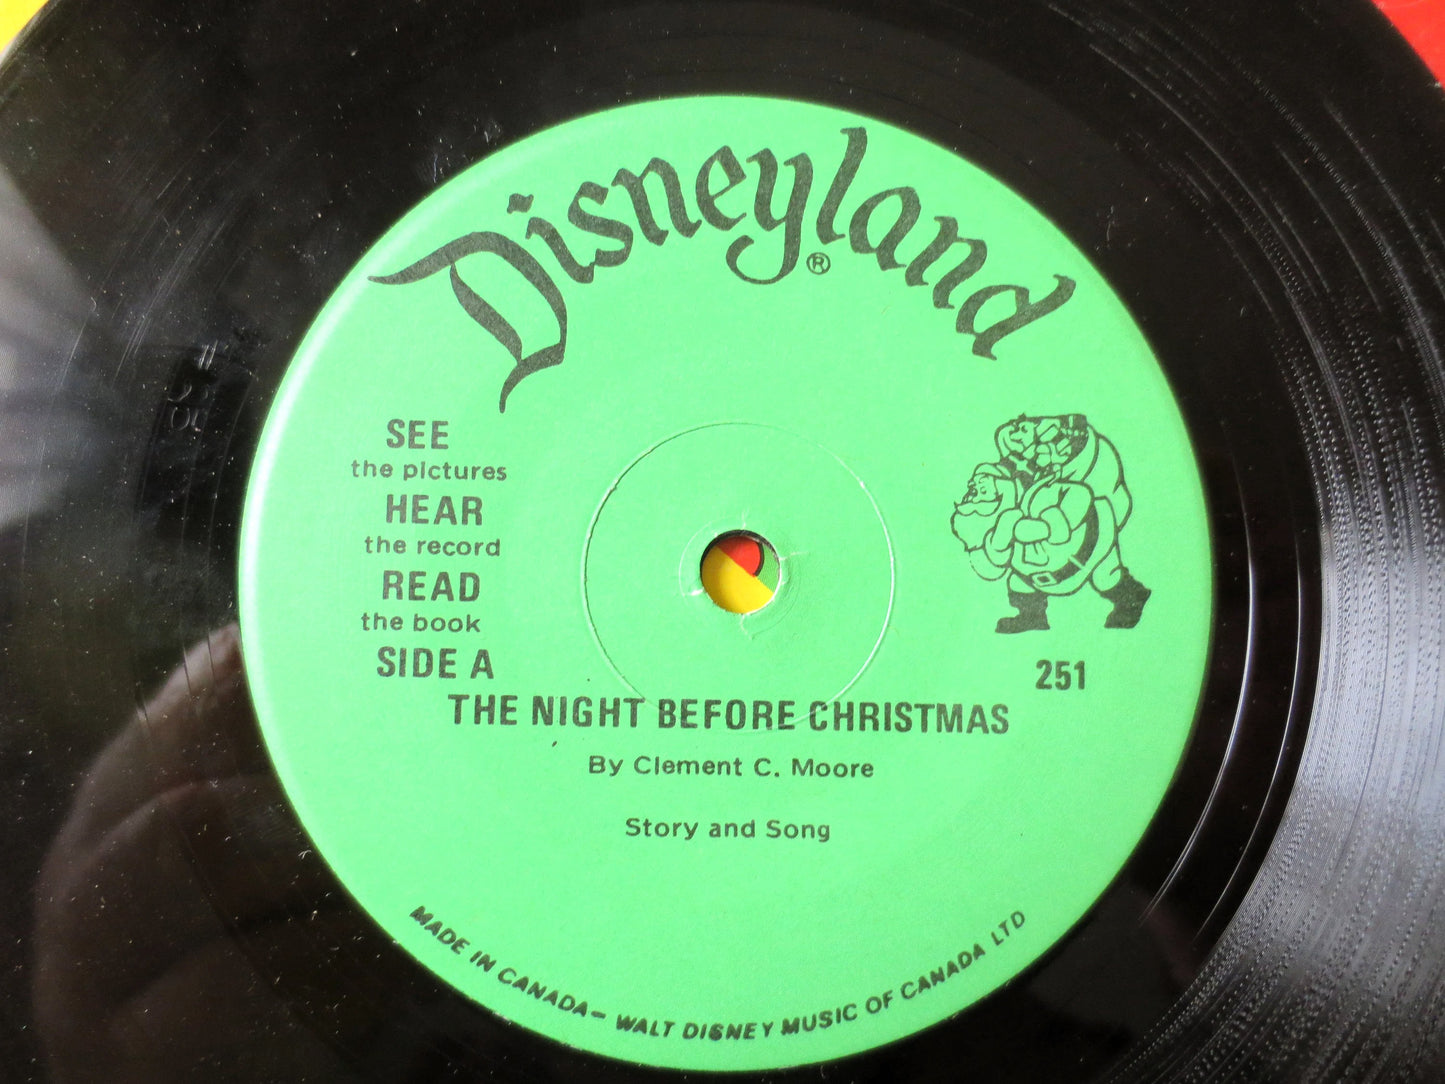 Disneyland®
SEE
the pictures
HEAR
the record
READ
the book
SIDE A
251
THE NIGHT BEFORE CHRISTMAS
By Clement C. Moore
Story and Song
MADE IN CANADA — WALT DISNEY MUSIC OF CANADA LTD